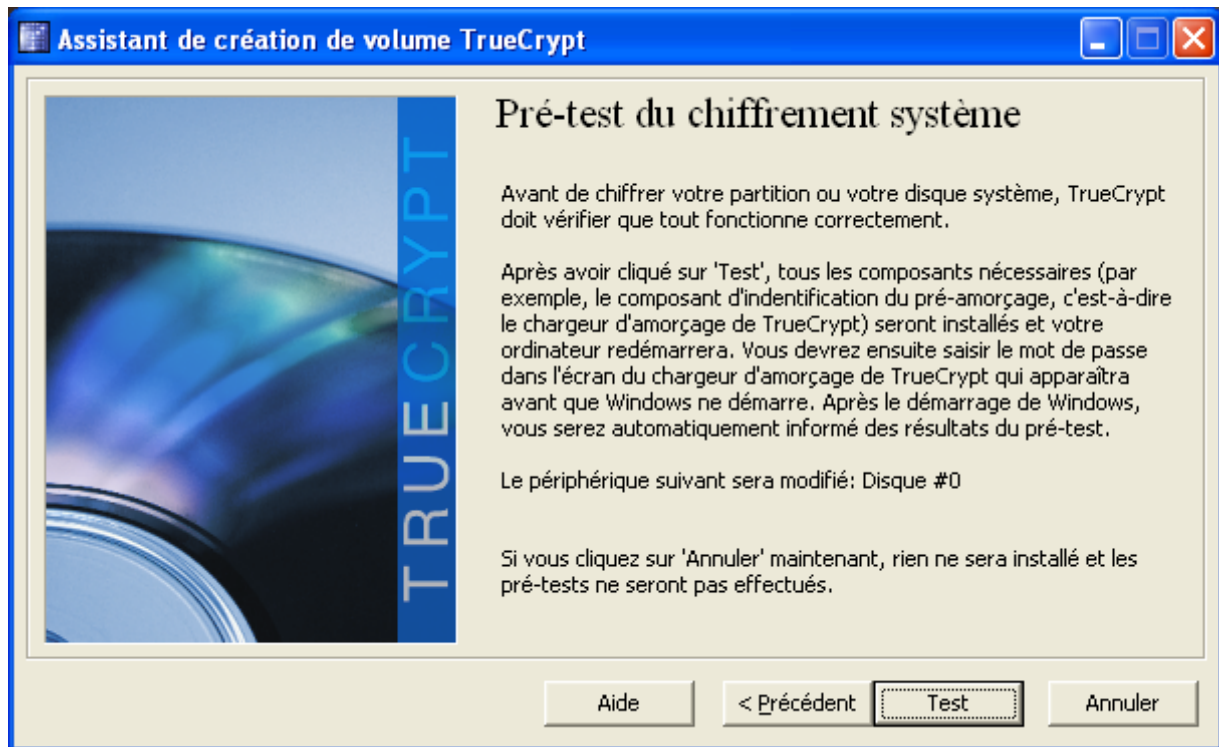 Assistant de création de volume TrueCrypt
TRUECRYPT
Pré-test du chiffrement système
Avant de chiffrer votre partition ou votre disque système, TrueCrypt
doit vérifier que tout fonctionne correctement.
Après avoir cliqué sur 'Test', tous les composants nécessaires (par
exemple, le composant d'indentification du pré-amorçage, c'est-à-dire
le chargeur d'amorçage de TrueCrypt) seront installés et votre
ordinateur redémarrera. Vous devrez ensuite saisir le mot de passe
dans l'écran du chargeur d'amorçage de TrueCrypt qui apparaîtra
avant que Windows ne démarre. Après le démarrage de Windows,
vous serez automatiquement informé des résultats du pré-test.
Le périphérique suivant sera modifié: Disque #0
Si vous cliquez sur 'Annuler' maintenant, rien ne sera installé et les
pré-tests ne seront pas effectués.
Aide < Précédent Test Annuler